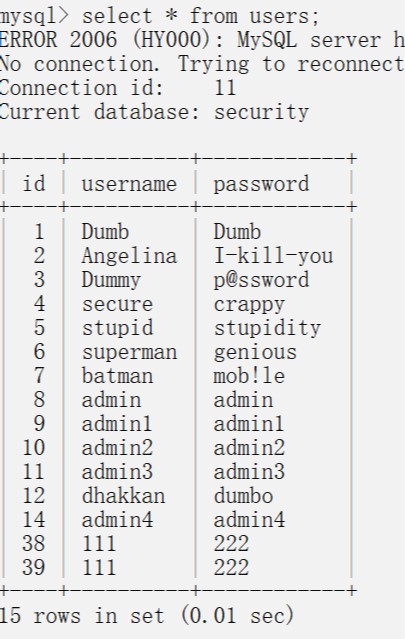 mysql> select * from users;
ERROR 2006 (HY000): MySQL server h
No connection. Trying to reconnect
Connection id:    11
Current database: security
+----+----------+------------+
| id | username | password   |
+----+----------+------------+
|  1 | Dumb     | Dumb       |
|  2 | Angelina | I-kill-you |
|  3 | Dummy    | p@ssword   |
|  4 | secure   | crappy     |
|  5 | stupid   | stupidity  |
|  6 | superman | genious    |
|  7 | batman   | mob!le     |
|  8 | admin    | admin      |
|  9 | admin1   | admin1     |
| 10 | admin2   | admin2     |
| 11 | admin3   | admin3     |
| 12 | dhakkan  | dumbo      |
| 14 | admin4   | admin4     |
| 38 | 111      | 222        |
| 39 | 111      | 222        |
+----+----------+------------+
15 rows in set (0.01 sec)